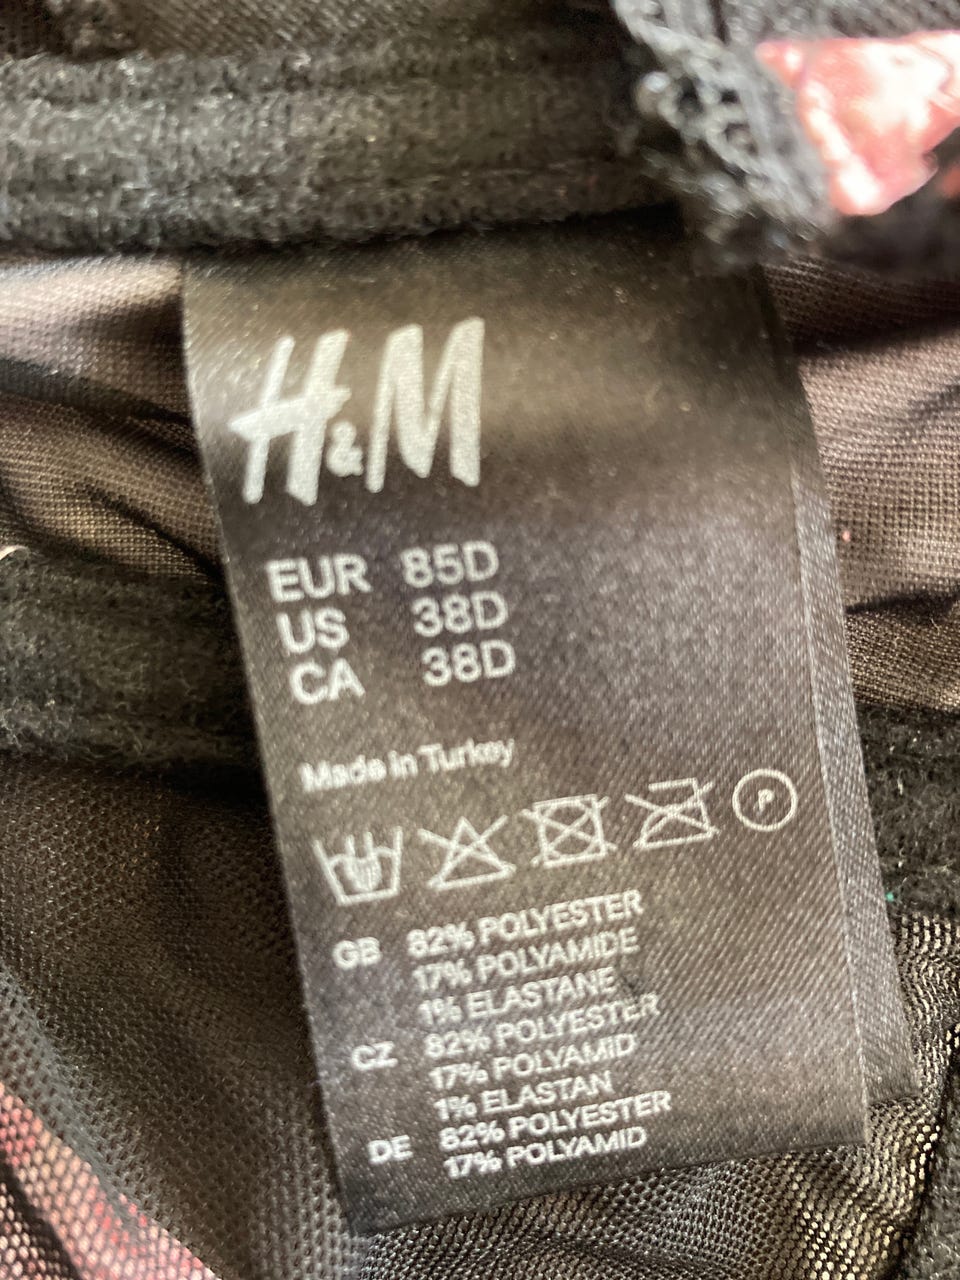 H&M
EUR 85D
US 38D
CA 38D
Made in Turkey
P
GB 82% POLYESTER
17% POLYAMIDE
1% ELASTANE
CZ 82% POLYESTER
17% POLYAMID
1% ELASTAN
DE 82% POLYESTER
17% POLYAMID